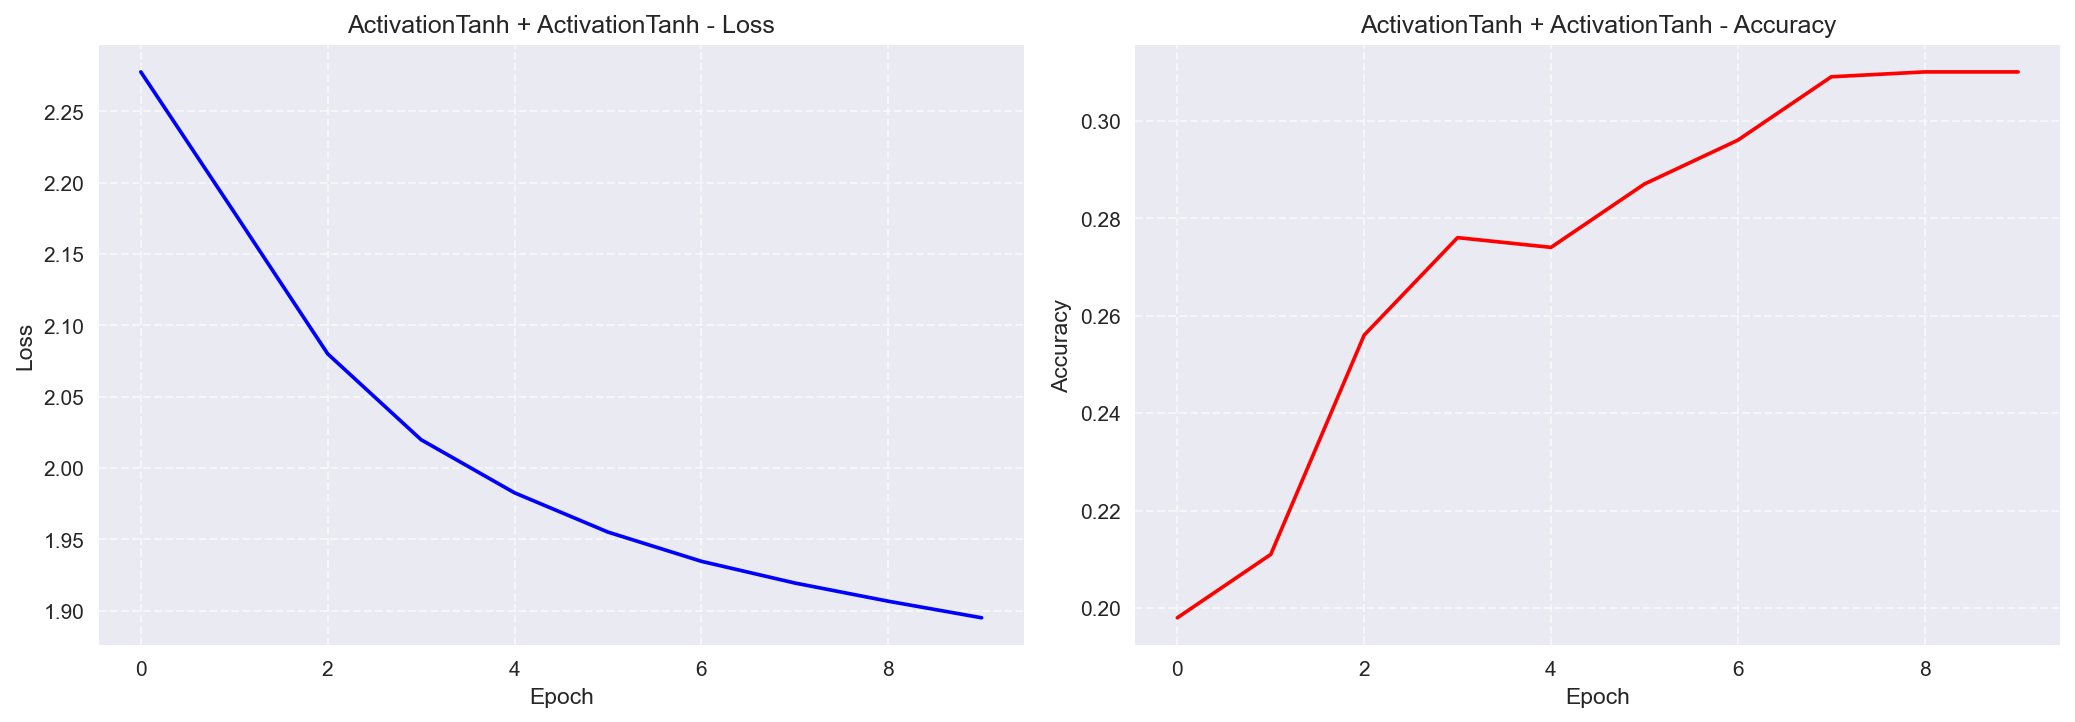 ActivationTanh + ActivationTanh - Loss
2.25
2.20
2.15
2.10
2.05
2.00
1.95
1.90
Loss
0 2 4 6 8
Epoch
ActivationTanh + ActivationTanh - Accuracy
0.30
0.28
0.26
0.24
0.22
0.20
Accuracy
0 2 4 6 8
Epoch